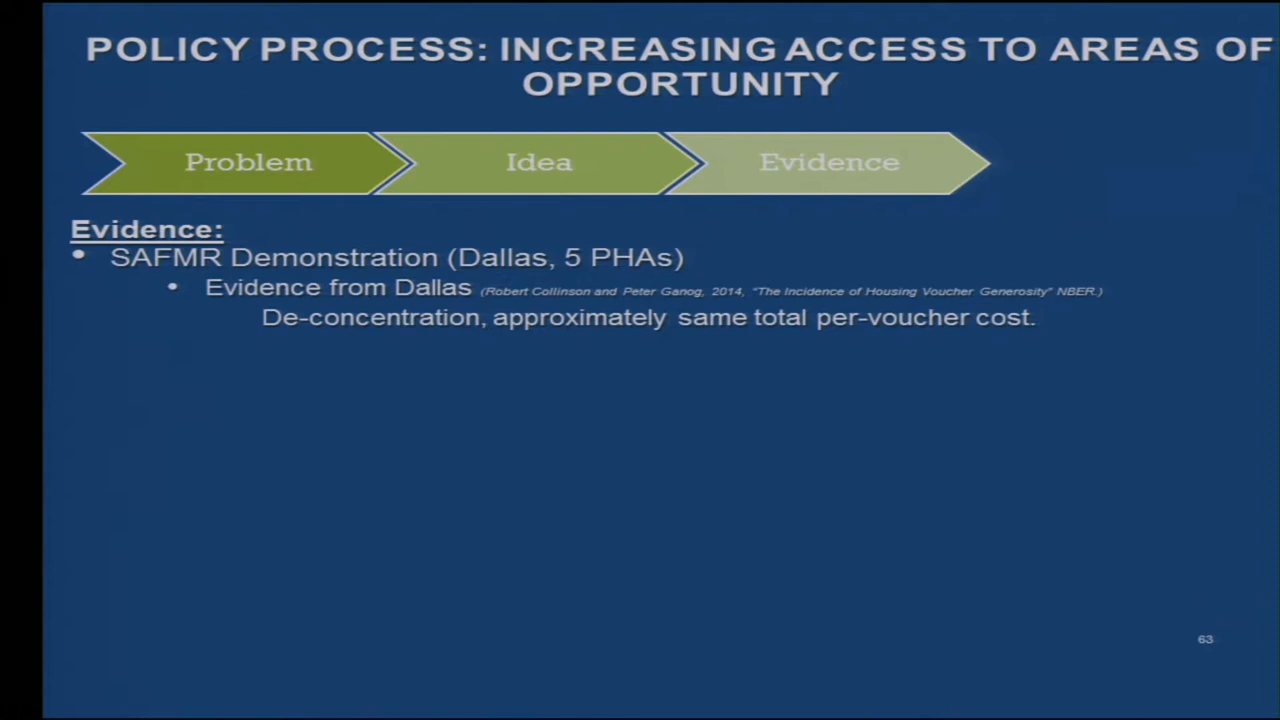 POLICY PROCESS: INCREASING ACCESS TO AREAS OF
OPPORTUNITY
Problem
Idea
Evidence
Evidence:
• SAFMR Demonstration (Dallas, 5 PHAs)
• Evidence from Dallas (Robert Collinson and Peter Ganog, 2014, “The Incidence of Housing Voucher Generosity” NBER.)
De-concentration, approximately same total per-voucher cost.
63